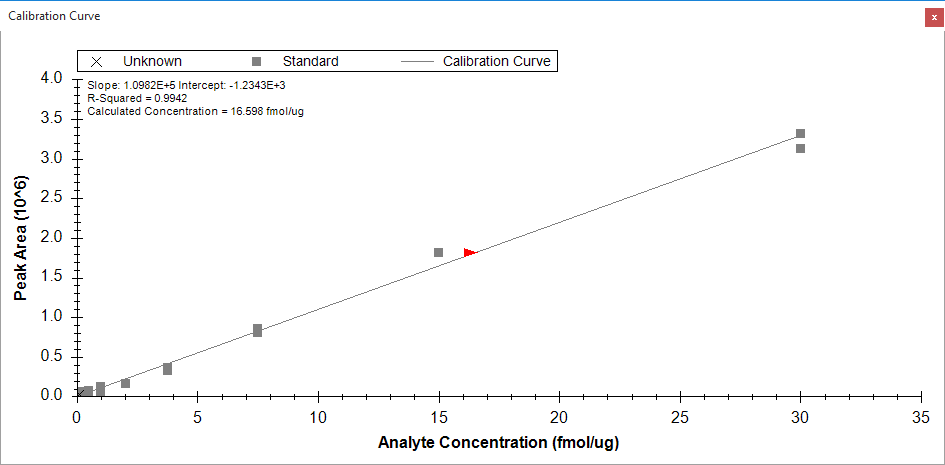 Calibration Curve
x
Unknown Standard Calibration Curve
Slope: 1.0982E+5 Intercept: -1.2343E+3
R-Squared = 0.9942
Calculated Concentration = 16.598 fmol/ug
4.0
3.5
3.0
2.5
2.0
1.5
1.0
0.5
0.0
Peak Area (10^6)
0 5 10 15 20 25 30 35
Analyte Concentration (fmol/ug)